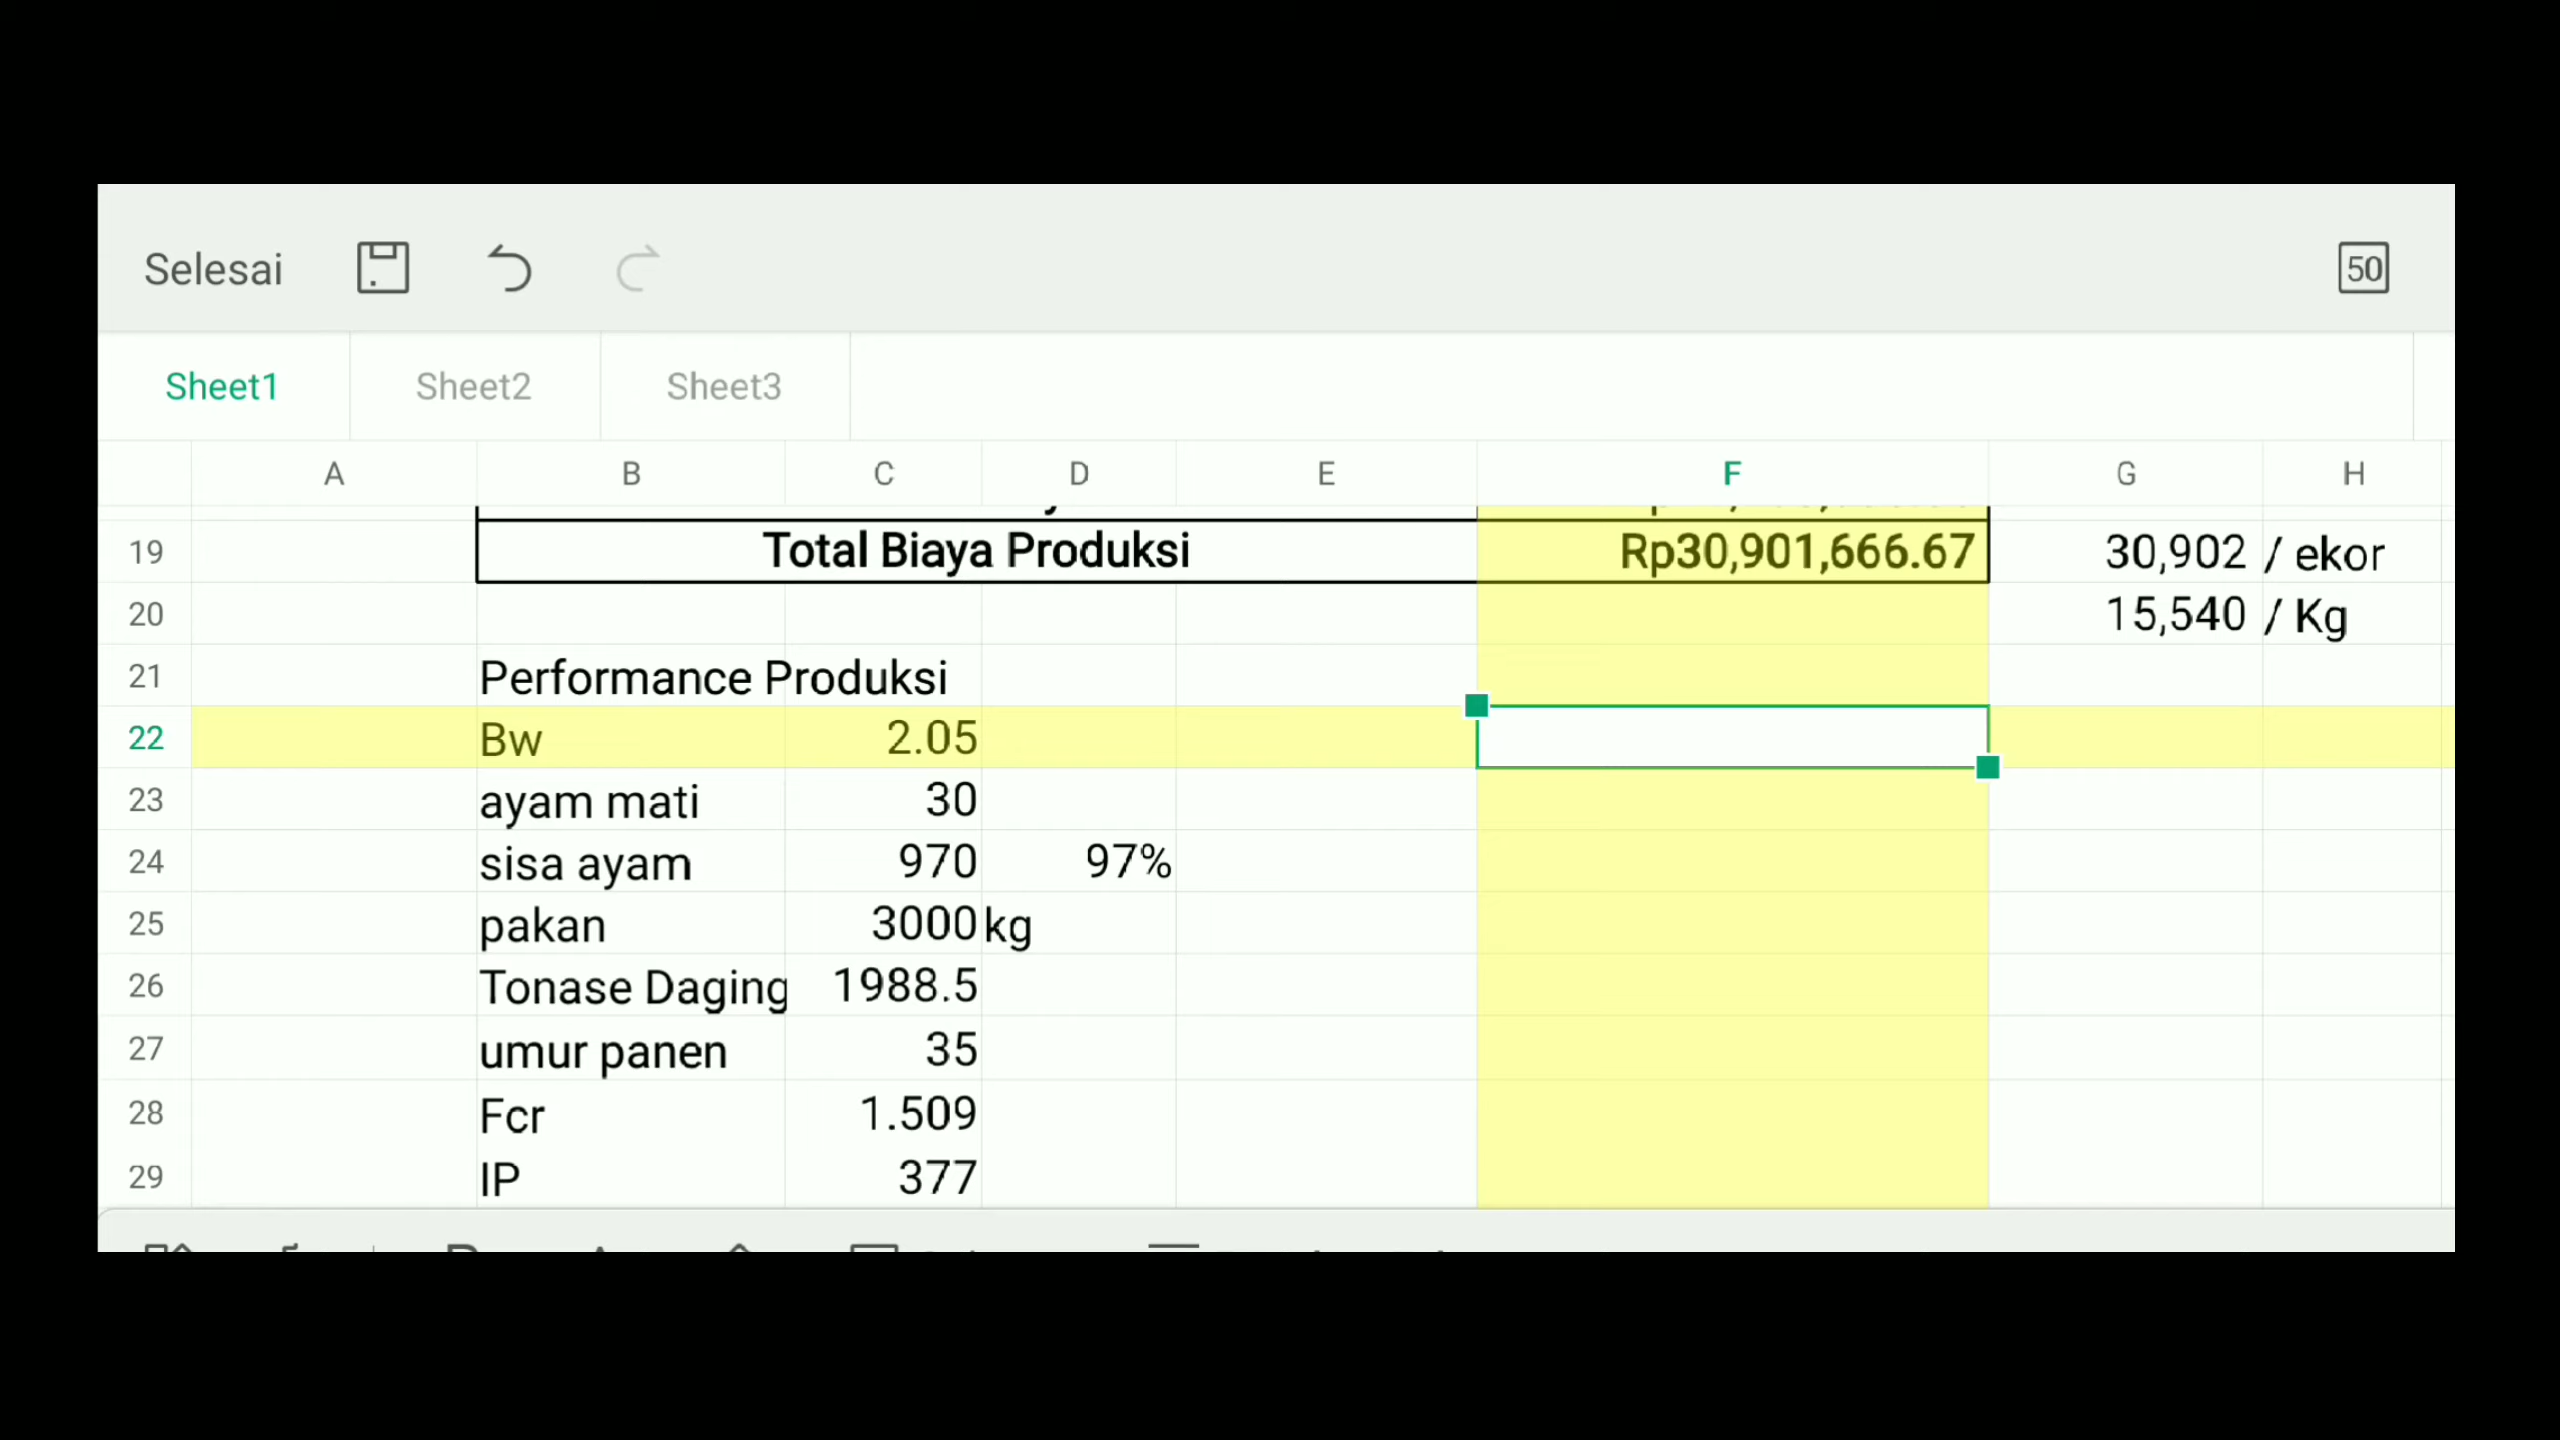 Selesai 50
Sheet1 Sheet2 Sheet3
A B C D E F G H
19 Total Biaya Produksi Rp30,901,666.67 30,902 / ekor
20 15,540 / Kg
21 Performance Produksi
22 Bw 2.05
23 ayam mati 30
24 sisa ayam 970 97%
25 pakan 3000 kg
26 Tonase Daging 1988.5
27 umur panen 35
28 Fcr 1.509
29 IP 377